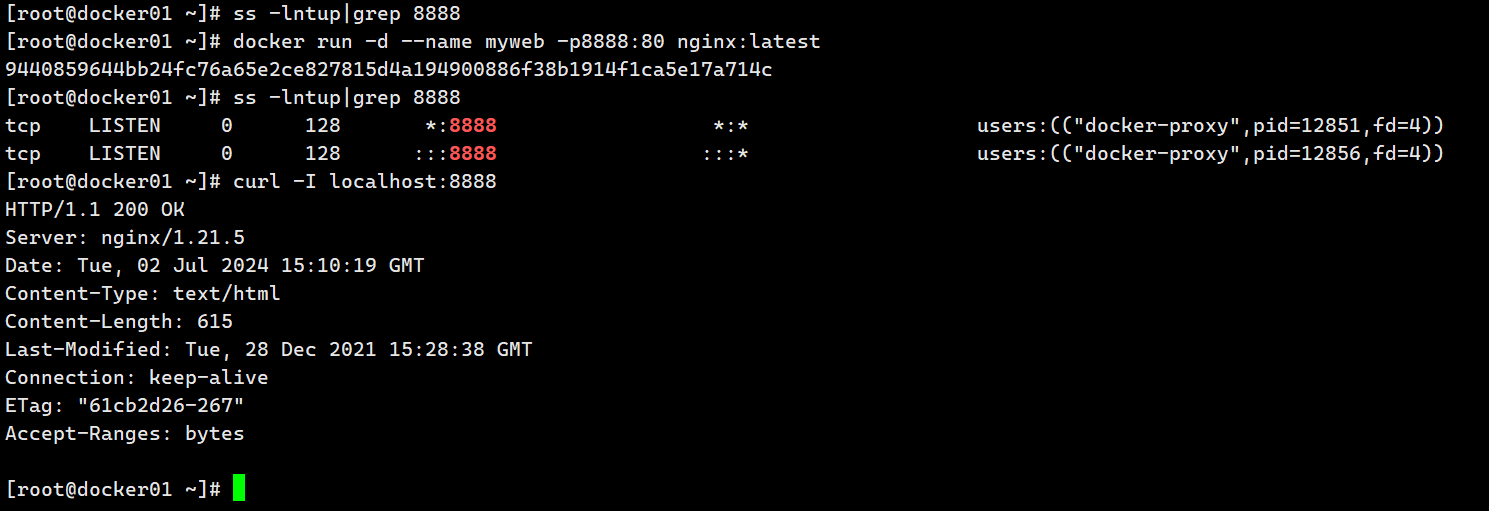 [root@docker01 ~]# ss -lntup|grep 8888
[root@docker01 ~]# docker run -d --name myweb -p8888:80 nginx:latest
9440859644bb24fc76a65e2ce827815d4a194900886f38b1914f1ca5e17a714c
[root@docker01 ~]# ss -lntup|grep 8888
tcp    LISTEN     0      128       *:8888                  *:*                   users:(("docker-proxy",pid=12851,fd=4))
tcp    LISTEN     0      128      :::8888                 :::*                   users:(("docker-proxy",pid=12856,fd=4))
[root@docker01 ~]# curl -I localhost:8888
HTTP/1.1 200 OK
Server: nginx/1.21.5
Date: Tue, 02 Jul 2024 15:10:19 GMT
Content-Type: text/html
Content-Length: 615
Last-Modified: Tue, 28 Dec 2021 15:28:38 GMT
Connection: keep-alive
ETag: "61cb2d26-267"
Accept-Ranges: bytes

[root@docker01 ~]#